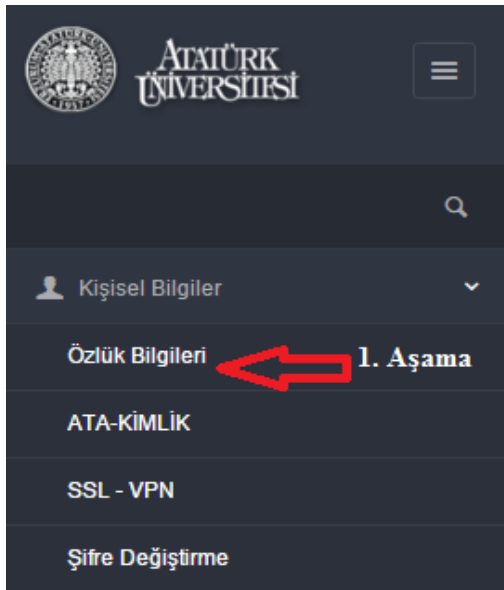 ATATÜRK
ÜNİVERSİTESİ
Kişisel Bilgiler
Özlük Bilgileri 1. Aşama
ATA-KİMLİK
SSL - VPN
Şifre Değiştirme